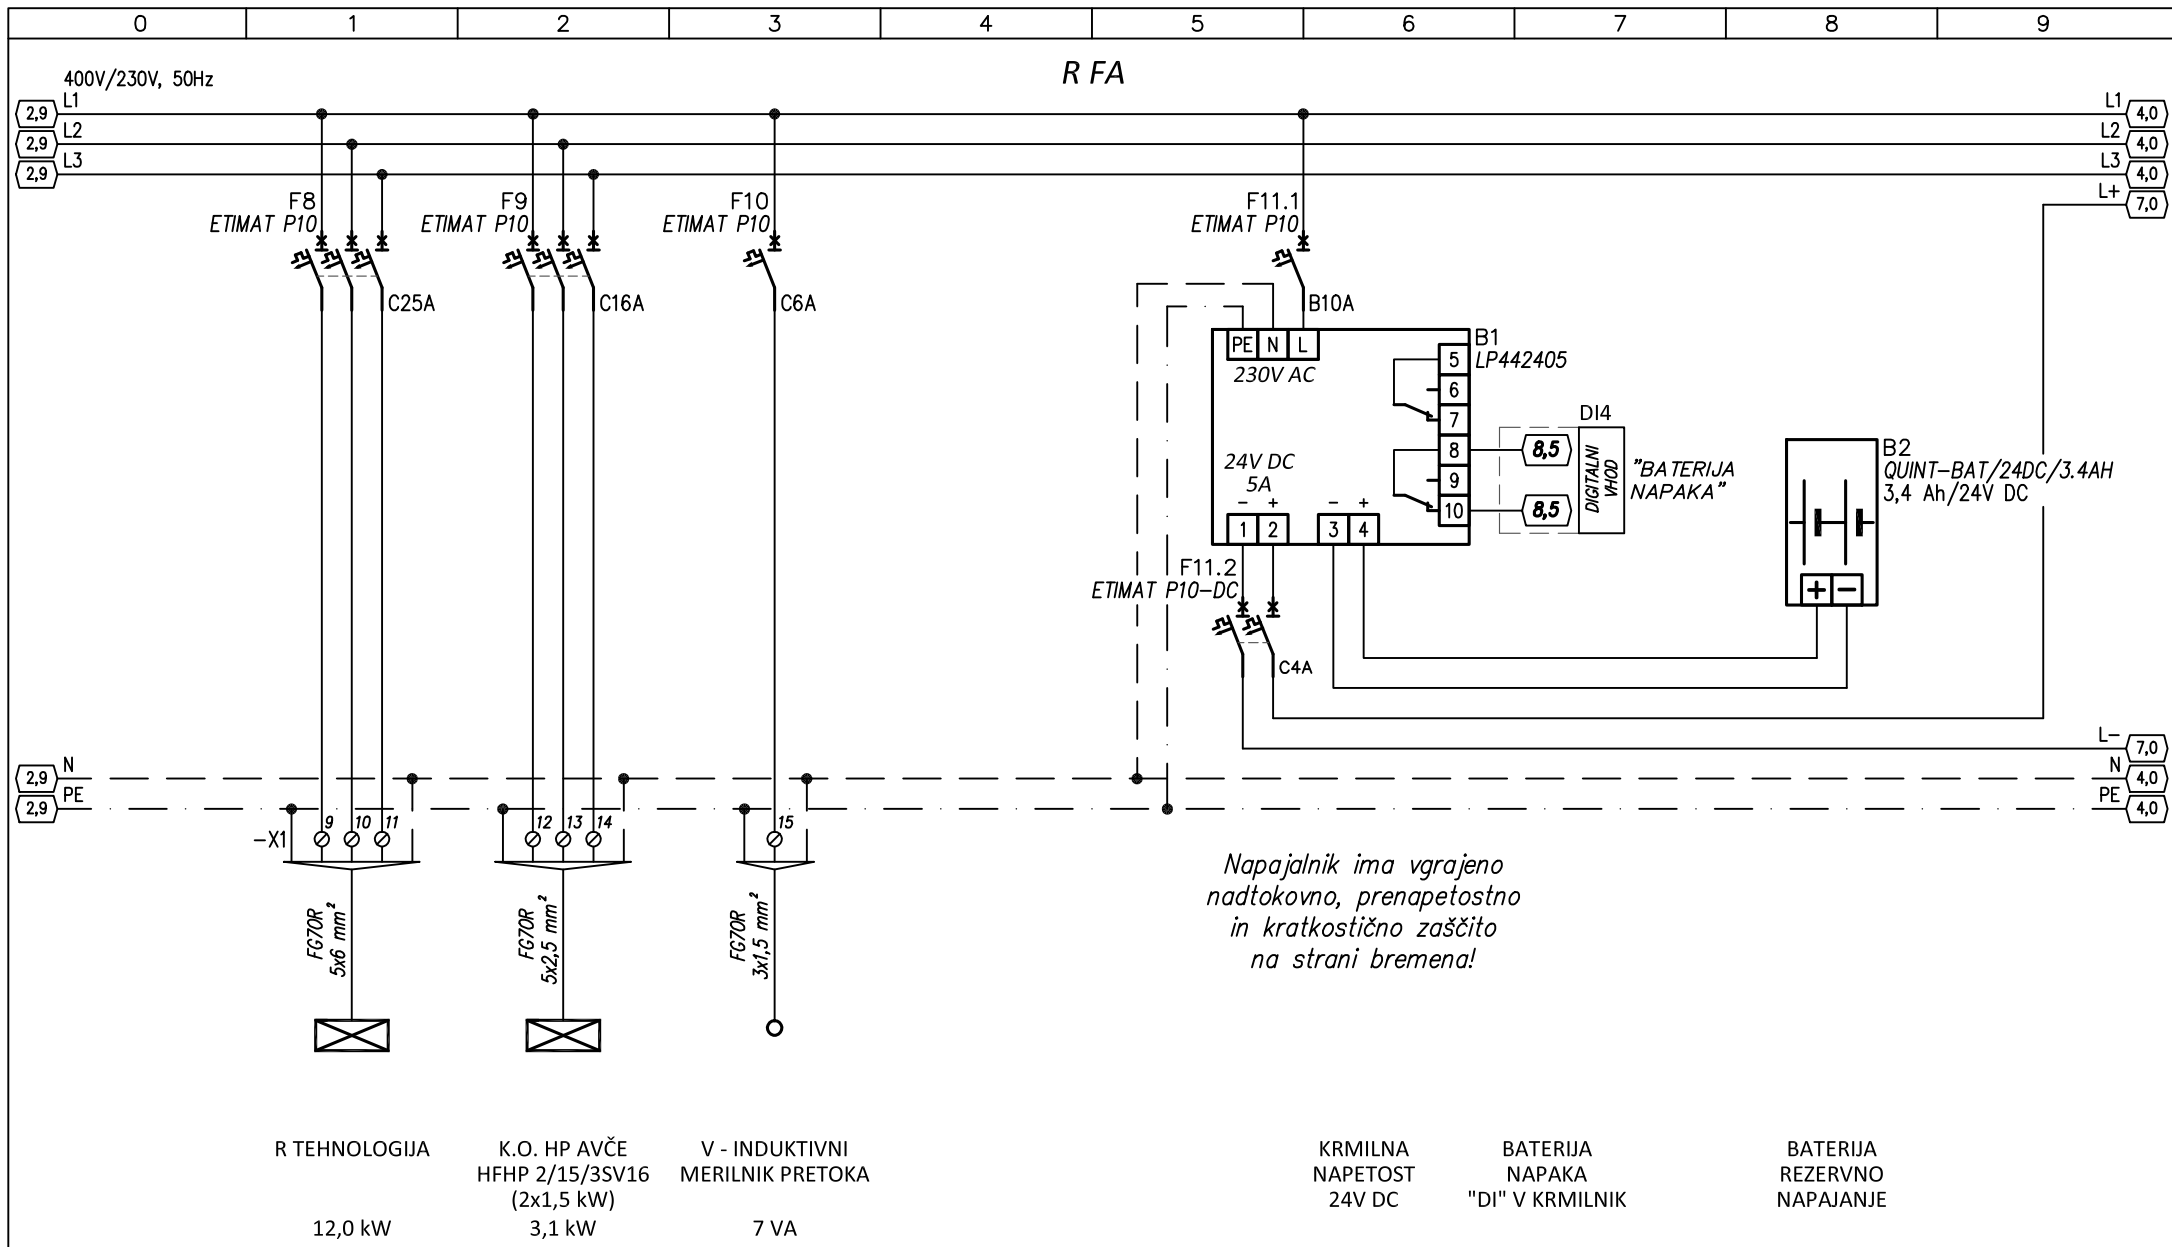 0 1 2 3 4 5 6 7 8 9
R FA
400V/230V, 50Hz
2,9 L1 L1 4,0
2,9 L2 L2 4,0
2,9 L3 L3 4,0
L+ 7,0
F8
ETIMAT P10
C25A
F9
ETIMAT P10
C16A
F10
ETIMAT P10
C6A
F11.1
ETIMAT P10
B10A
PE N L
230V AC
B1
LP442405
5
6
7
8
9
10
24V DC
5A
- + - +
1 2 3 4
8,5
8,5
DI4
DIGITALNI
VHOD
"BATERIJA
NAPAKA"
B2
QUINT-BAT/24DC/3.4AH
3,4 Ah/24V DC
+ -
F11.2
ETIMAT P10-DC
C4A
L- 7,0
2,9 N N 4,0
2,9 PE PE 4,0
-X1
9 10 11
12 13 14
15
FG7OR
5x6 mm²
FG7OR
5x2,5 mm²
FG7OR
3x1,5 mm²
Napajalnik ima vgrajeno
nadtokovno, prenapetostno
in kratkostično zaščito
na strani bremena!
R TEHNOLOGIJA
12,0 kW
K.O. HP AVČE
HFHP 2/15/3SV16
(2x1,5 kW)
3,1 kW
V - INDUKTIVNI
MERILNIK PRETOKA
7 VA
KRMILNA
NAPETOST
24V DC
BATERIJA
NAPAKA
"DI" V KRMILNIK
BATERIJA
REZERVNO
NAPAJANJE